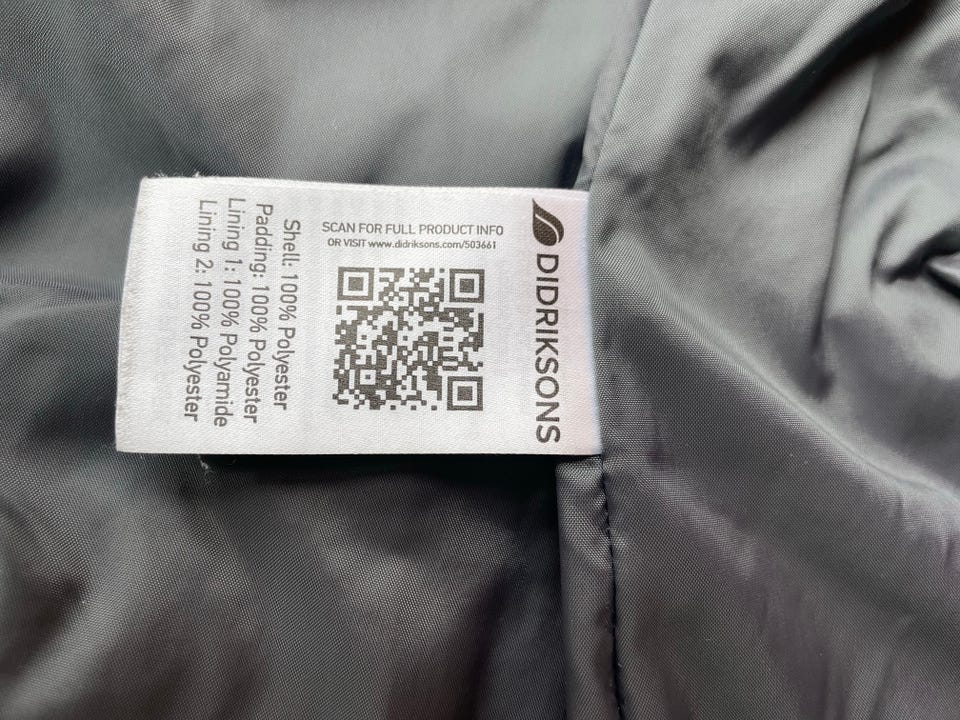 DIDRIKSONS
SCAN FOR FULL PRODUCT INFO
OR VISIT www.didriksons.com/503661
Shell: 100% Polyester
Padding: 100% Polyester
Lining 1: 100% Polyamide
Lining 2: 100% Polyester